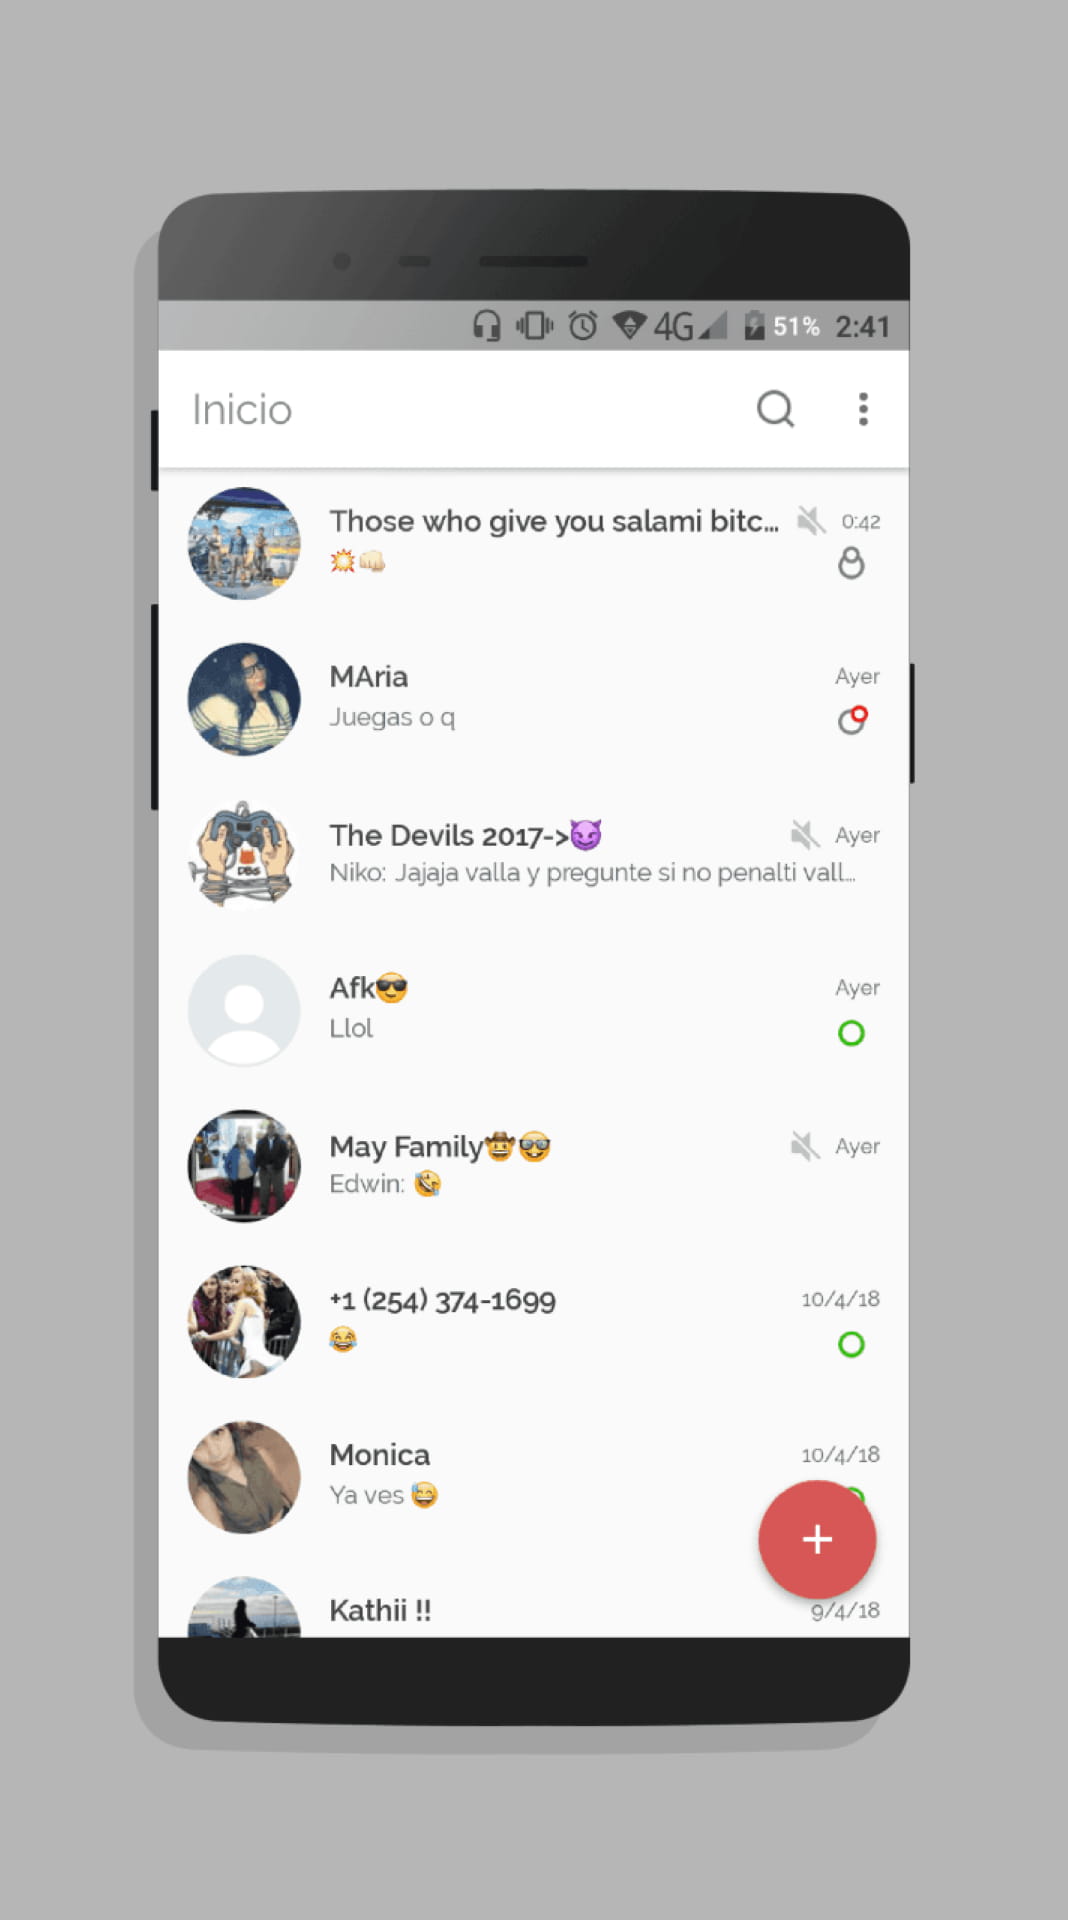 4G 51% 2:41
Inicio
Those who give you salami bitc... 0:42
💥👊🏻
MAria Ayer
Juegas o q
The Devils 2017->😈 Ayer
Niko: Jajaja valla y pregunte si no penalti vall...
DBS
Afk😎 Ayer
Llol
May Family🤠🤓 Ayer
Edwin: 🤣
+1 (254) 374-1699 10/4/18
😂
Monica 10/4/18
Ya ves 😅
+
Kathii !! 9/4/18